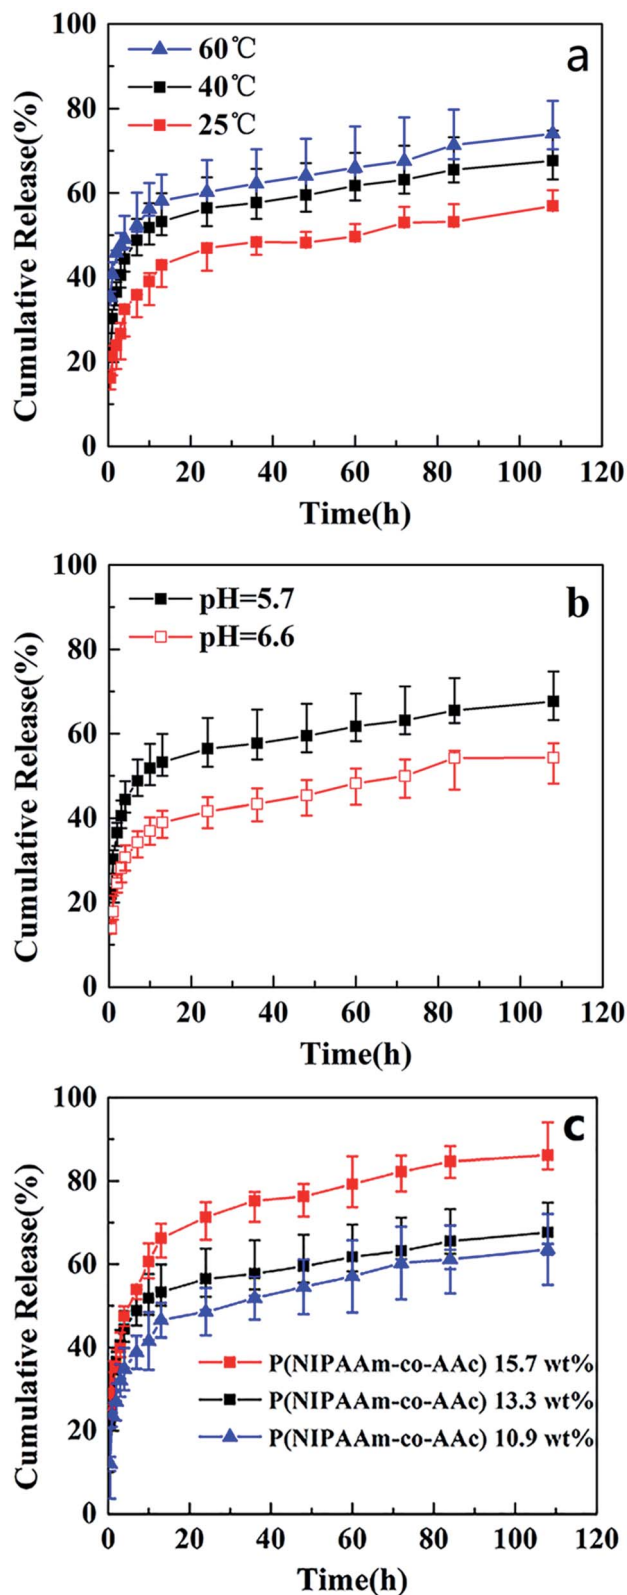 100
80
60
40
20
0
Cumulative Release(%)
60℃
40℃
25℃
a
0 20 40 60 80 100 120
Time(h)
100
80
60
40
20
0
Cumulative Release(%)
pH=5.7
pH=6.6
b
0 20 40 60 80 100 120
Time(h)
100
80
60
40
20
0
Cumulative Release(%)
c
P(NIPAAm-co-AAc) 15.7 wt%
P(NIPAAm-co-AAc) 13.3 wt%
P(NIPAAm-co-AAc) 10.9 wt%
0 20 40 60 80 100 120
Time(h)